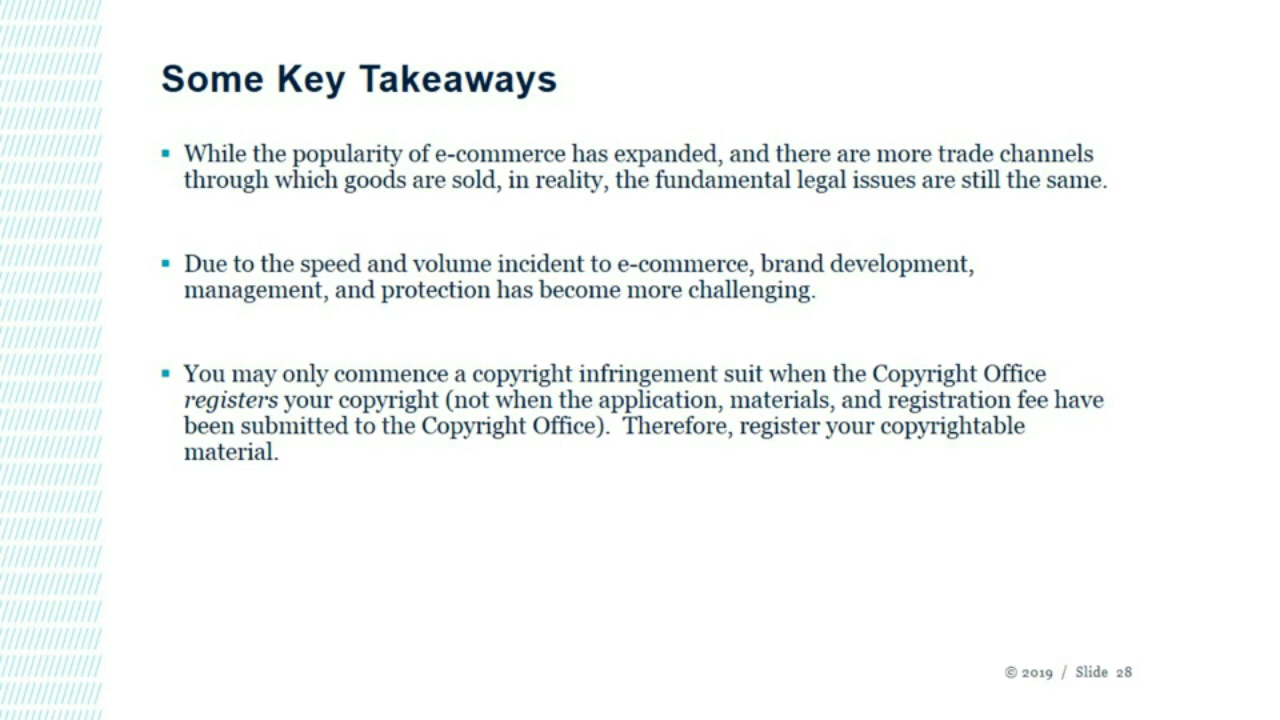 Some Key Takeaways
▪ While the popularity of e-commerce has expanded, and there are more trade channels
through which goods are sold, in reality, the fundamental legal issues are still the same.
▪ Due to the speed and volume incident to e-commerce, brand development,
management, and protection has become more challenging.
▪ You may only commence a copyright infringement suit when the Copyright Office
registers your copyright (not when the application, materials, and registration fee have
been submitted to the Copyright Office).  Therefore, register your copyrightable
material.
© 2019 / Slide 28